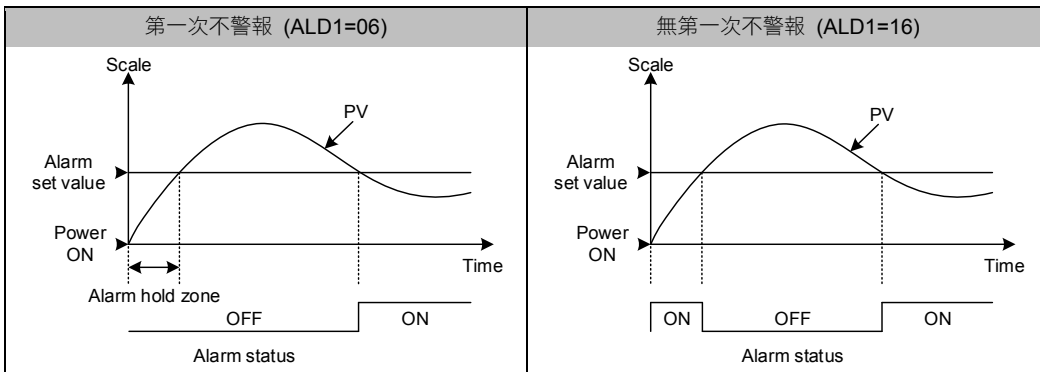 第一次不警報 (ALD1=06)
Scale
PV
Alarm
set value
Power
ON
Time
Alarm hold zone
OFF
ON
Alarm status
無第一次不警報 (ALD1=16)
Scale
PV
Alarm
set value
Power
ON
Time
ON
OFF
ON
Alarm status